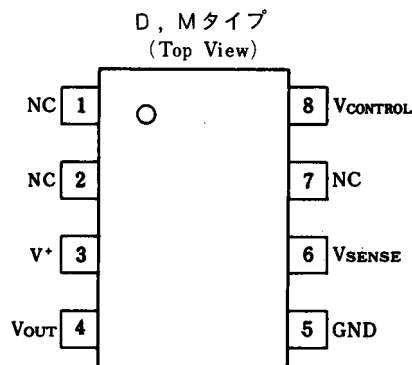 D, Mタイプ
(Top View)
NC 1 8 VCONTROL
NC 2 7 NC
V+ 3 6 VSENSE
VOUT 4 5 GND